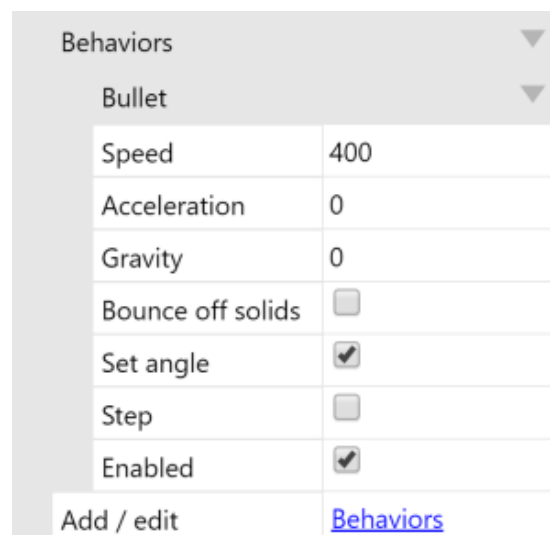 Behaviors
Bullet
Speed 400
Acceleration 0
Gravity 0
Bounce off solids
Set angle
Step
Enabled
Add / edit Behaviors